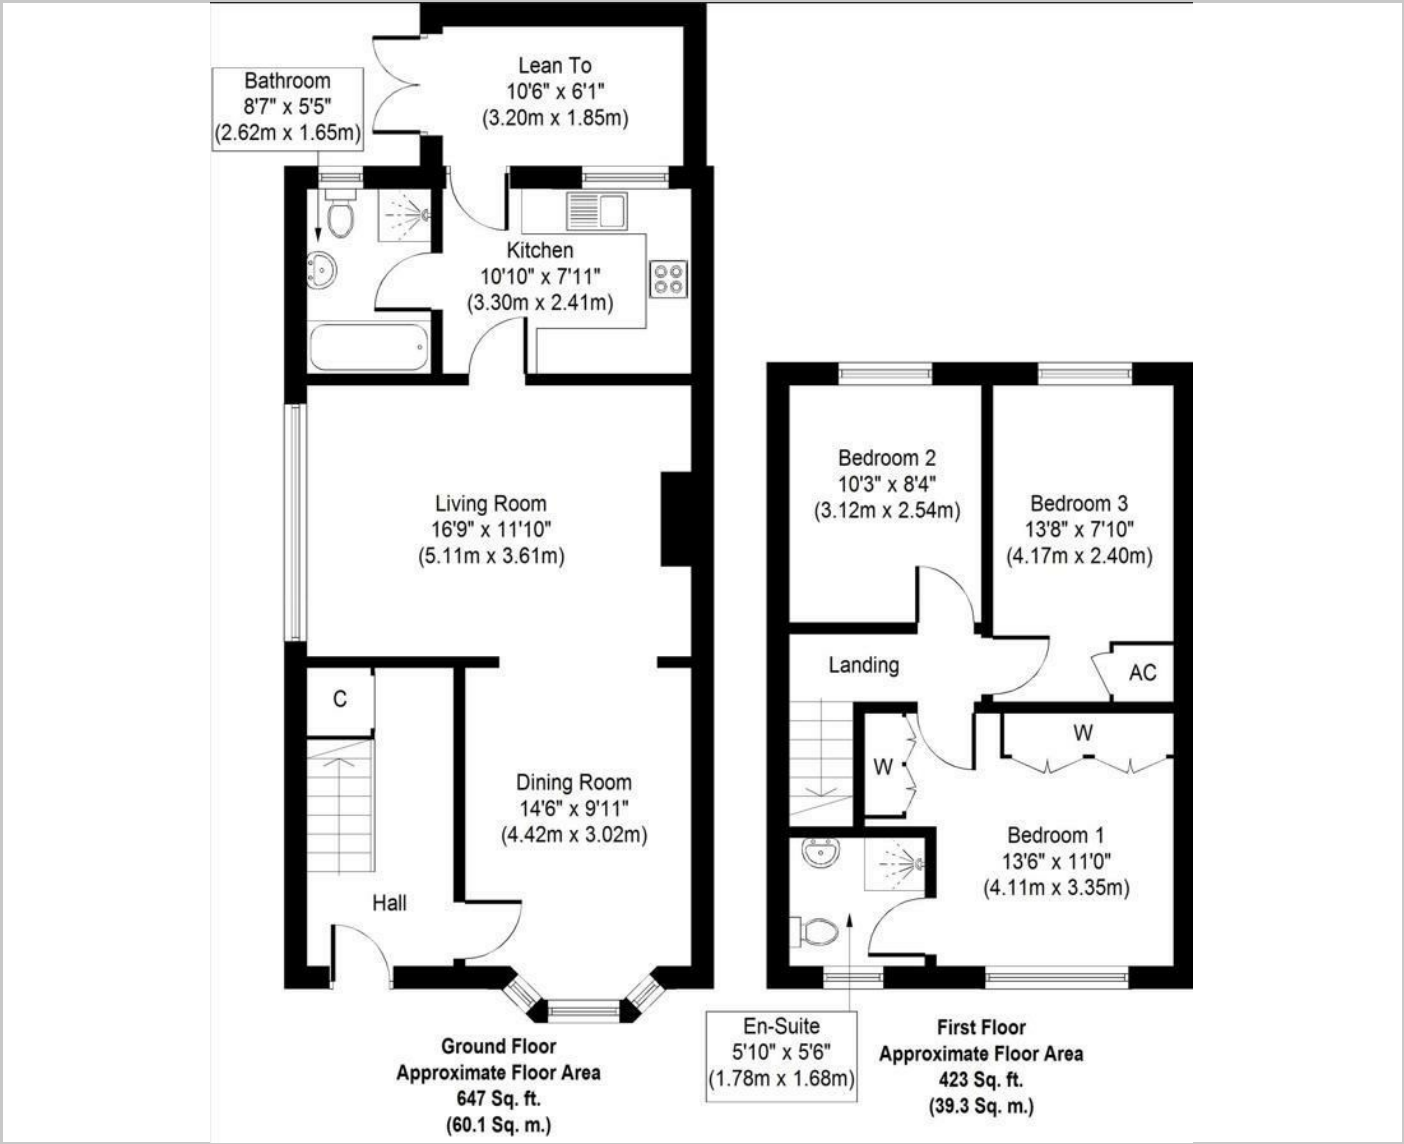 Lean To
10'6" x 6'1"
(3.20m x 1.85m)
Bathroom
8'7" x 5'5"
(2.62m x 1.65m)
Kitchen
10'10" x 7'11"
(3.30m x 2.41m)
Living Room
16'9" x 11'10"
(5.11m x 3.61m)
C
Dining Room
14'6" x 9'11"
(4.42m x 3.02m)
Hall
Ground Floor
Approximate Floor Area
647 Sq. ft.
(60.1 Sq. m.)
Bedroom 2
10'3" x 8'4"
(3.12m x 2.54m)
Bedroom 3
13'8" x 7'10"
(4.17m x 2.40m)
Landing
AC
W
W
Bedroom 1
13'6" x 11'0"
(4.11m x 3.35m)
En-Suite
5'10" x 5'6"
(1.78m x 1.68m)
First Floor
Approximate Floor Area
423 Sq. ft.
(39.3 Sq. m.)